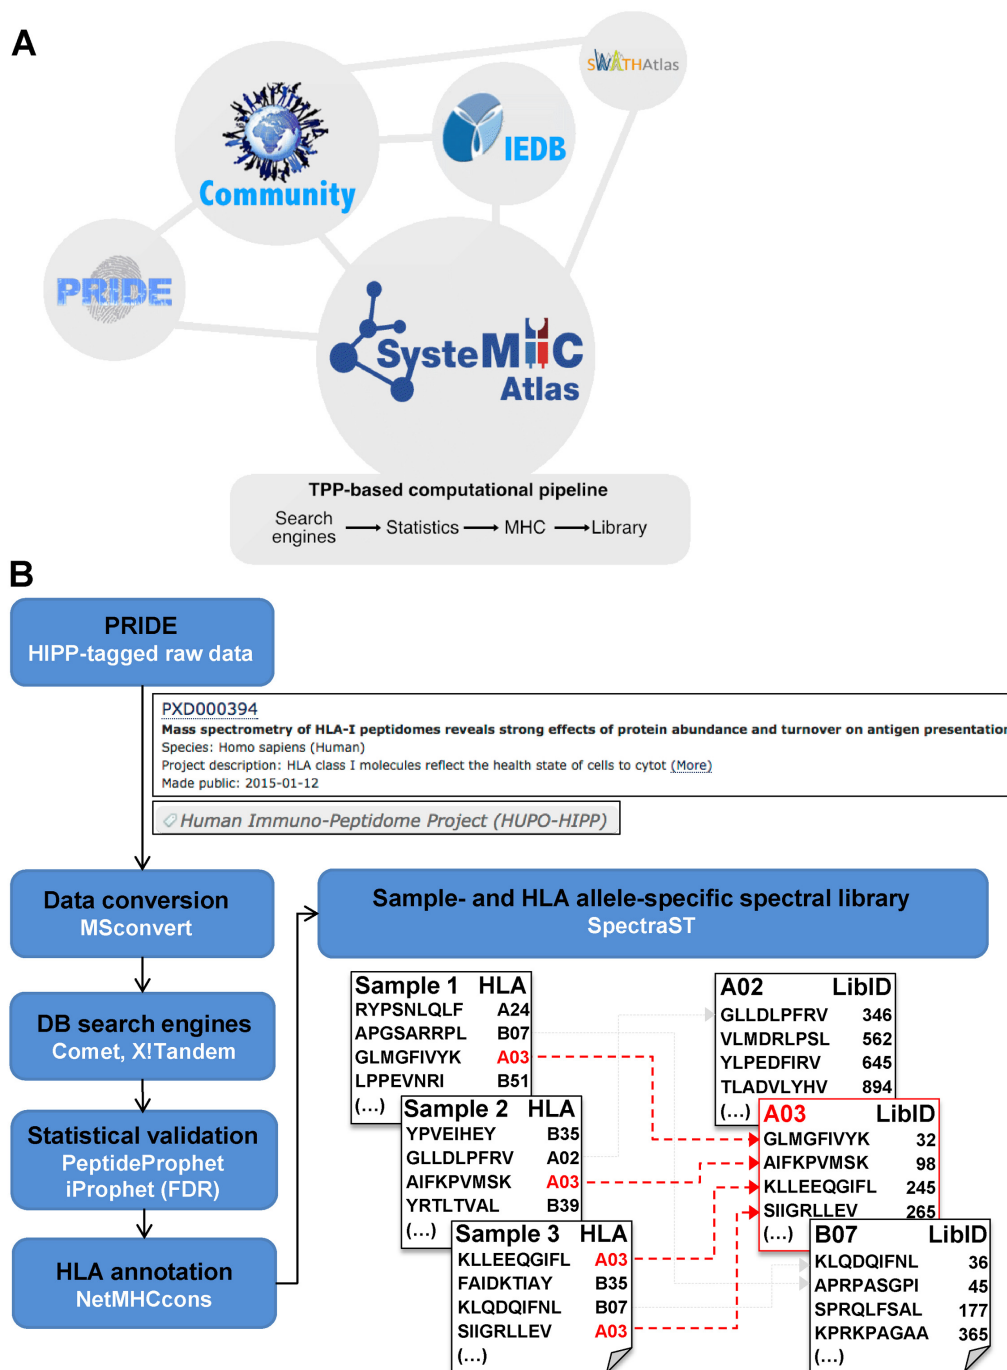 A
SWATHAtlas
IEDB
Community
PRIDE
SysteMHC
Atlas
TPP-based computational pipeline
Search
engines
Statistics
MHC
Library
B
PRIDE
HIPP-tagged raw data
PXD000394
Mass spectrometry of HLA-I peptidomes reveals strong effects of protein abundance and turnover on antigen presentation
Species: Homo sapiens (Human)
Project description: HLA class I molecules reflect the health state of cells to cytot (More)
Made public: 2015-01-12
Human Immuno-Peptidome Project (HUPO-HIPP)
Data conversion
MSconvert
DB search engines
Comet, X!Tandem
Statistical validation
PeptideProphet
iProphet (FDR)
HLA annotation
NetMHCcons
Sample- and HLA allele-specific spectral library
SpectraST
Sample 1 HLA
RYPSNLQLF A24
APGSARRPL B07
GLMGFIVYK A03
LPPEVNRI B51
(...)
Sample 2 HLA
YPVEIHEY B35
GLLDLPFRV A02
AIFKPVMSK A03
YRTLTVAL B39
(...)
Sample 3 HLA
KLLEEQGIFL A03
FAIDKTIAY B35
KLQDQIFNL B07
SIIGRLLEV A03
(...)
A02 LibID
GLLDLPFRV 346
VLMDRLPSL 562
YLPEDFIRV 645
TLADVLYHV 894
(...)
A03 LibID
GLMGFIVYK 32
AIFKPVMSK 98
KLLEEQGIFL 245
SIIGRLLEV 265
(...)
B07 LibID
KLQDQIFNL 36
APRPASGPI 45
SPRQLFSAL 177
KPRKPAGAA 365
(...)